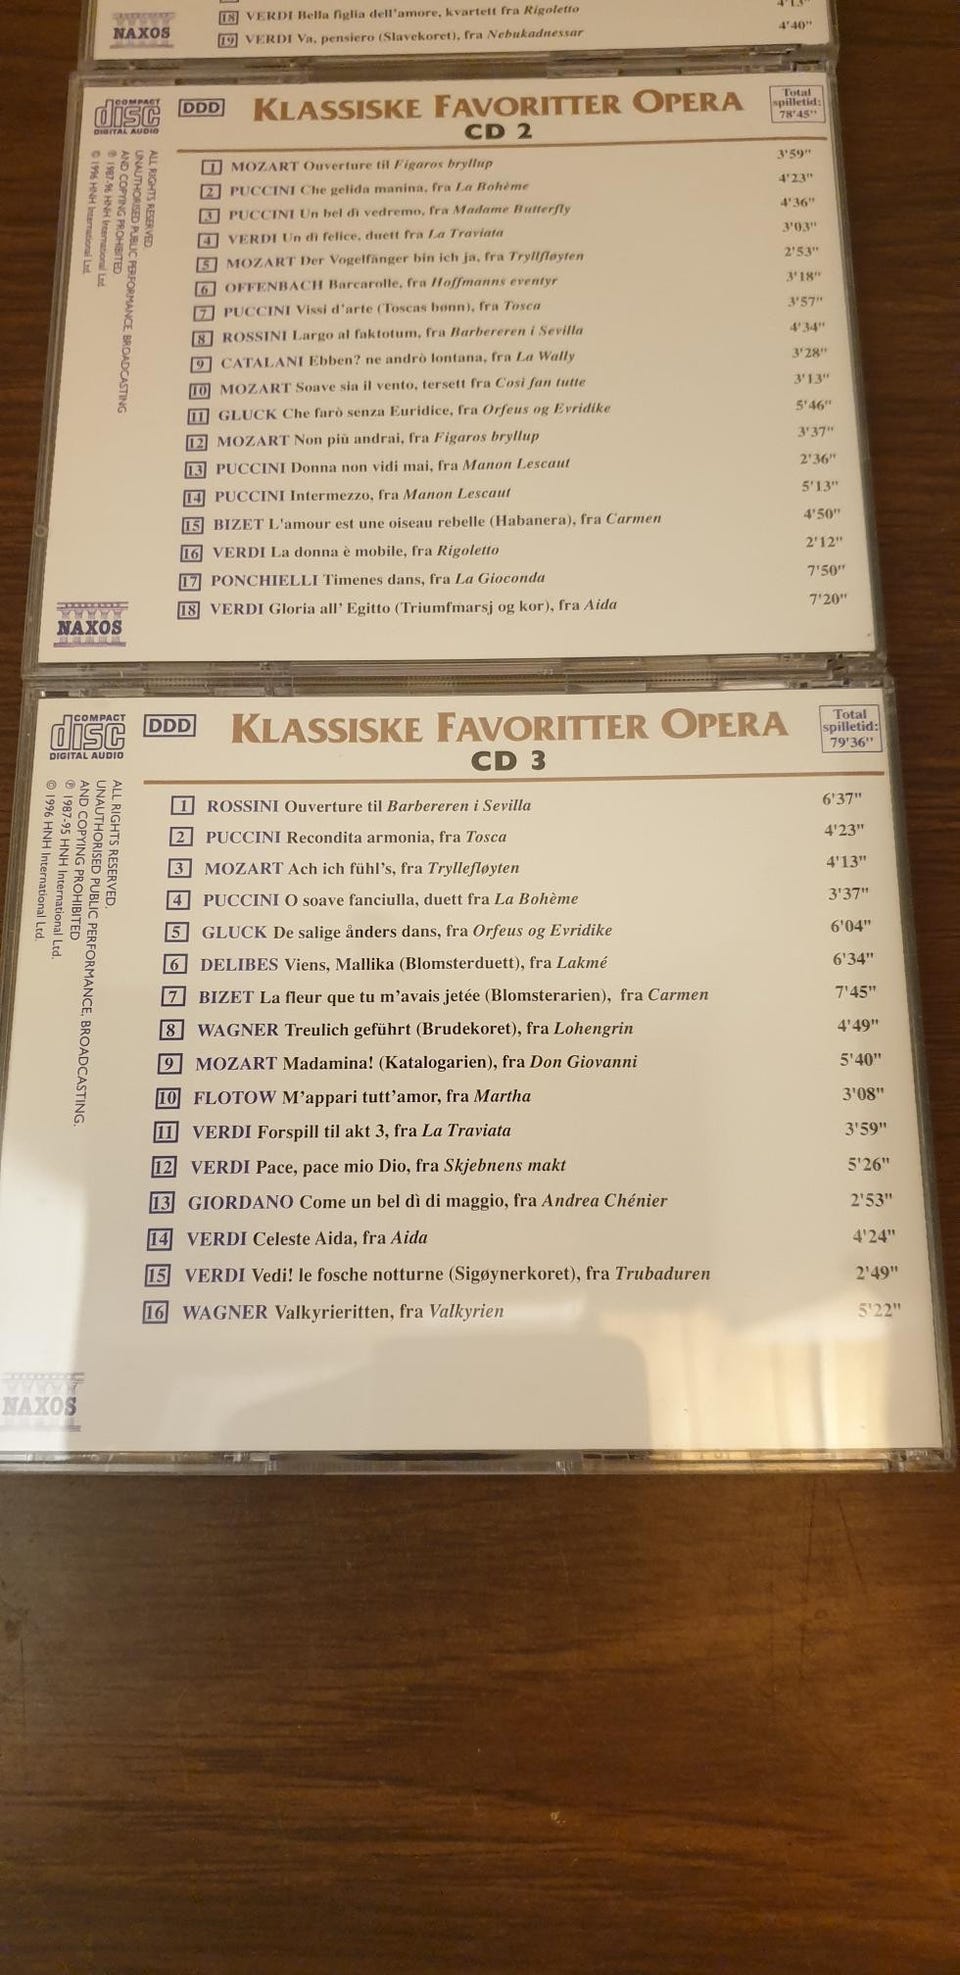 18 VERDI Bella figlia dell'amore, kvartett fra Rigoletto 4'13"
19 VERDI Va, pensiero (Slavekoret), fra Nebukadnessar 4'40"
NAXOS
COMPACT
disc
DIGITAL AUDIO
DDD
KLASSISKE FAVORITTER OPERA
CD 2
Total
spilletid:
78'45"
ALL RIGHTS RESERVED.
UNAUTHORISED PUBLIC PERFORMANCE, BROADCASTING
AND COPYING PROHIBITED
℗ 1987-96 HNH International Ltd.
© 1996 HNH International Ltd.
1 MOZART Ouverture til Figaros bryllup 3'59"
2 PUCCINI Che gelida manina, fra La Bohème 4'23"
3 PUCCINI Un bel dì vedremo, fra Madame Butterfly 4'36"
4 VERDI Un dì felice, duett fra La Traviata 3'03"
5 MOZART Der Vogelfänger bin ich ja, fra Tryllfløyten 2'53"
6 OFFENBACH Barcarolle, fra Hoffmanns eventyr 3'18"
7 PUCCINI Vissi d'arte (Toscas bønn), fra Tosca 3'57"
8 ROSSINI Largo al faktotum, fra Barbereren i Sevilla 4'34"
9 CATALANI Ebben? ne andrò lontana, fra La Wally 3'28"
10 MOZART Soave sia il vento, tersett fra Così fan tutte 3'13"
11 GLUCK Che farò senza Euridice, fra Orfeus og Evridike 5'46"
12 MOZART Non più andrai, fra Figaros bryllup 3'37"
13 PUCCINI Donna non vidi mai, fra Manon Lescaut 2'36"
14 PUCCINI Intermezzo, fra Manon Lescaut 5'13"
15 BIZET L'amour est une oiseau rebelle (Habanera), fra Carmen 4'50"
16 VERDI La donna è mobile, fra Rigoletto 2'12"
17 PONCHIELLI Timenes dans, fra La Gioconda 7'50"
18 VERDI Gloria all' Egitto (Triumfmarsj og kor), fra Aida 7'20"
NAXOS
COMPACT
disc
DIGITAL AUDIO
DDD
KLASSISKE FAVORITTER OPERA
CD 3
Total
spilletid:
79'36"
ALL RIGHTS RESERVED.
UNAUTHORISED PUBLIC PERFORMANCE, BROADCASTING.
AND COPYING PROHIBITED
℗ 1987-95 HNH International Ltd.
© 1996 HNH International Ltd.
1 ROSSINI Ouverture til Barbereren i Sevilla 6'37"
2 PUCCINI Recondita armonia, fra Tosca 4'23"
3 MOZART Ach ich fühl's, fra Tryllefløyten 4'13"
4 PUCCINI O soave fanciulla, duett fra La Bohème 3'37"
5 GLUCK De salige ånders dans, fra Orfeus og Evridike 6'04"
6 DELIBES Viens, Mallika (Blomsterduett), fra Lakmé 6'34"
7 BIZET La fleur que tu m'avais jetée (Blomsterarien), fra Carmen 7'45"
8 WAGNER Treulich geführt (Brudekoret), fra Lohengrin 4'49"
9 MOZART Madamina! (Katalogarien), fra Don Giovanni 5'40"
10 FLOTOW M'appari tutt'amor, fra Martha 3'08"
11 VERDI Forspill til akt 3, fra La Traviata 3'59"
12 VERDI Pace, pace mio Dio, fra Skjebnens makt 5'26"
13 GIORDANO Come un bel dì di maggio, fra Andrea Chénier 2'53"
14 VERDI Celeste Aida, fra Aida 4'24"
15 VERDI Vedi! le fosche notturne (Sigøynerkoret), fra Trubaduren 2'49"
16 WAGNER Valkyrieritten, fra Valkyrien 5'22"
NAXOS